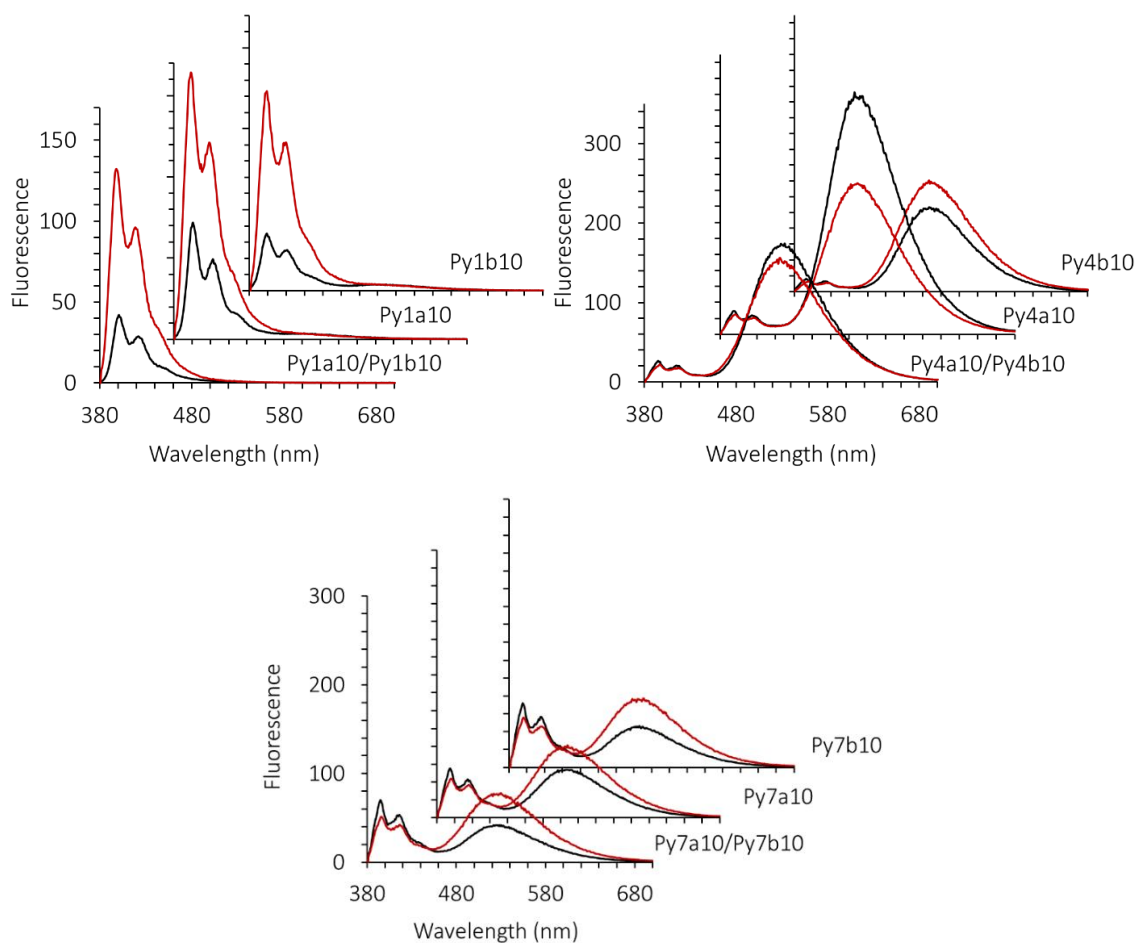 150
100
50
0
Fluorescence
380
480
580
680
Wavelength (nm)
Py1b10
Py1a10
Py1a10/Py1b10
300
200
100
0
Fluorescence
380
480
580
680
Wavelength (nm)
Py4b10
Py4a10
Py4a10/Py4b10
300
200
100
0
Fluorescence
380
480
580
680
Wavelength (nm)
Py7b10
Py7a10
Py7a10/Py7b10